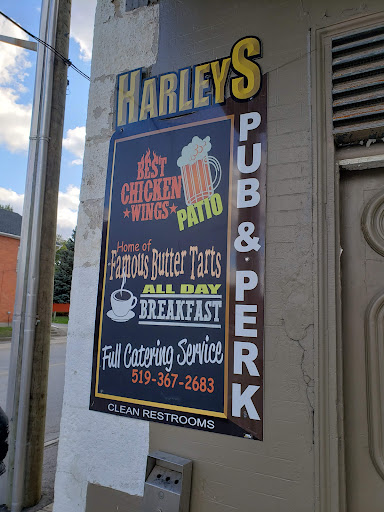 HARLEYS
PUB & PERK
BEST
CHICKEN
WINGS
PATIO
Home of
Famous Butter Tarts
ALL DAY
BREAKFAST
Full Catering Service
519-367-2683
CLEAN RESTROOMS